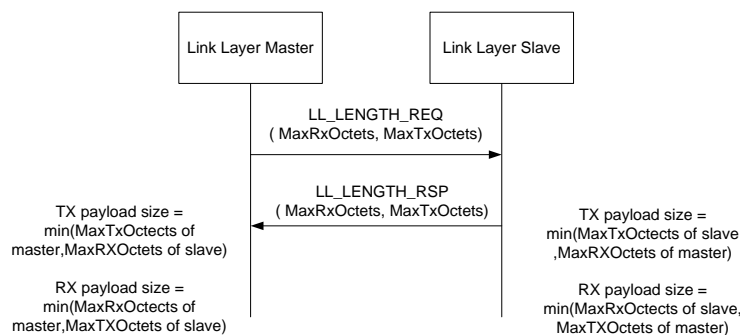 Link Layer Master
Link Layer Slave
LL_LENGTH_REQ
( MaxRxOctets, MaxTxOctets)
LL_LENGTH_RSP
( MaxRxOctets, MaxTxOctets)
TX payload size =
min(MaxTxOctects of
master,MaxRXOctets of slave)
TX payload size =
min(MaxTxOctects of slave
,MaxRXOctets of master)
RX payload size =
min(MaxRxOctects of
master,MaxTXOctets of slave)
RX payload size =
min(MaxRxOctects of slave,
MaxTXOctets of master)